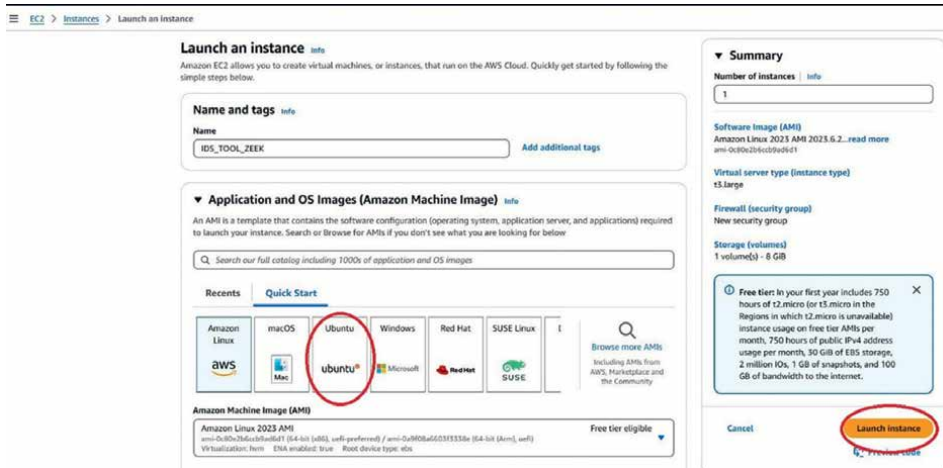 EC2 > Instances > Launch an instance
Launch an instance Info
Amazon EC2 allows you to create virtual machines, or instances, that run on the AWS Cloud. Quickly get started by following the
simple steps below.
Name and tags Info
Name
IDS_TOOL_ZEEK
Add additional tags
Application and OS Images (Amazon Machine Image) Info
An AMI is a template that contains the software configuration (operating system, application server, and applications) required
to launch your instance. Search or Browse for AMIs if you don't see what you are looking for below
Search our full catalog including 1000s of application and OS images
Recents
Quick Start
Amazon
Linux
aws
macOS
Mac
Ubuntu
ubuntu
Windows
Microsoft
Red Hat
Red Hat
SUSE Linux
SUSE
Browse more AMIs
Including AMIs from
AWS, Marketplace and
the Community
Amazon Machine Image (AMI)
Amazon Linux 2023 AMI
Free tier eligible
(64-bit (x86), uefi-preferred) / (64-bit (Arm), uefi)
Virtualization: hvm ENA enabled: true Root device type: ebs
Summary
Number of instances Info
1
Software Image (AMI)
Amazon Linux 2023 AMI 2023.6.2...read more
Virtual server type (instance type)
t3.large
Firewall (security group)
New security group
Storage (volumes)
1 volume(s) - 8 GiB
Free tier: In your first year includes 750
hours of t2.micro (or t3.micro in the
Regions in which t2.micro is unavailable)
instance usage on free tier AMIs per
month, 750 hours of public IPv4 address
usage per month, 30 GiB of EBS storage,
2 million IOs, 1 GB of snapshots, and 100
GB of bandwidth to the internet.
Cancel
Launch instance
Preview code